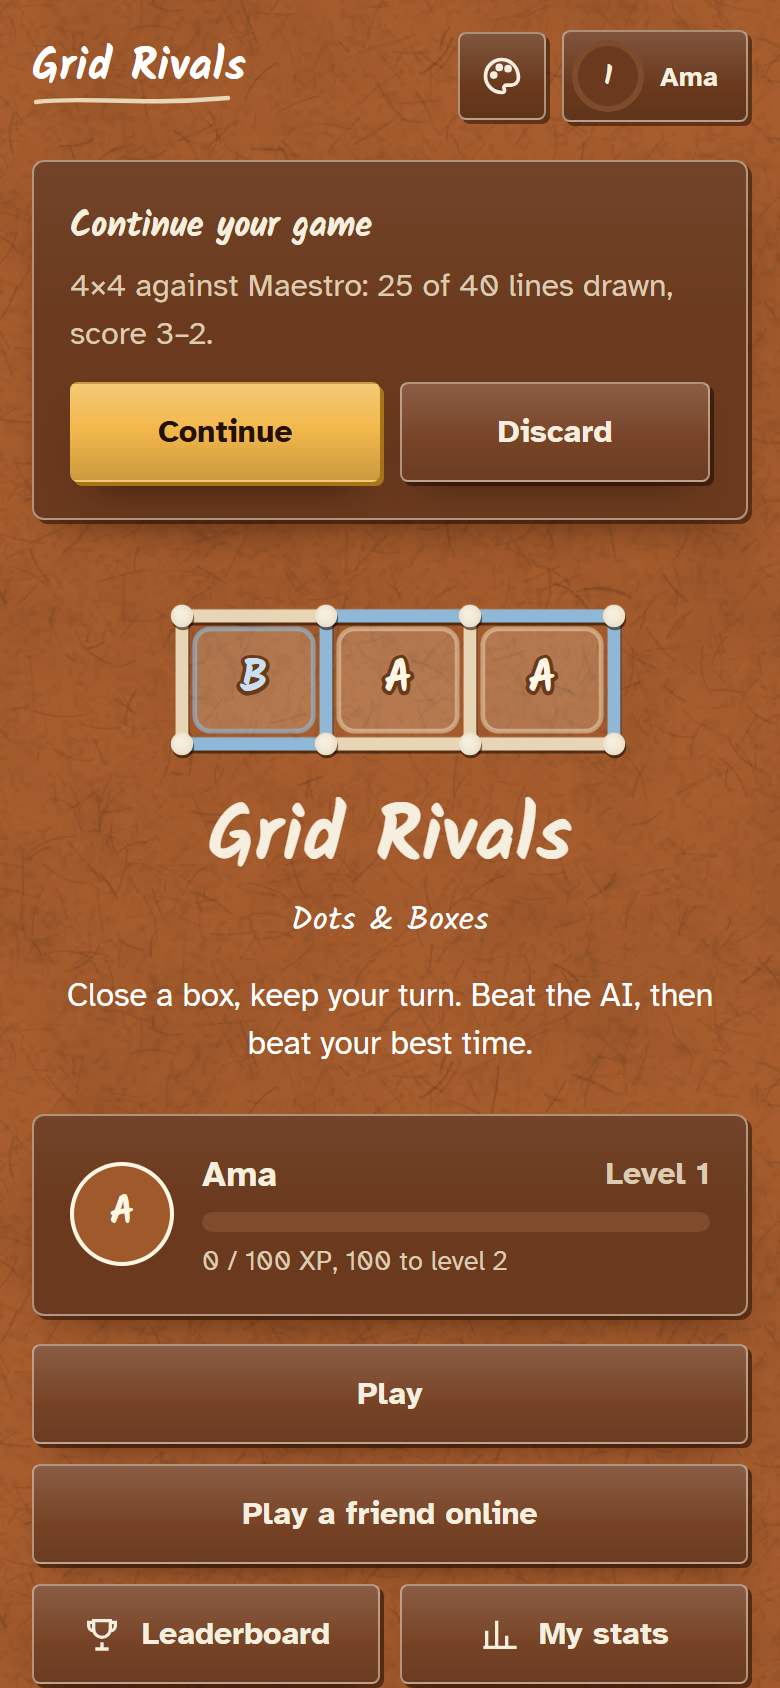 Grid Rivals
1
Ama
Continue your game
4×4 against Maestro: 25 of 40 lines drawn,
score 3–2.
Continue
Discard
B
A
A
Grid Rivals
Dots & Boxes
Close a box, keep your turn. Beat the AI, then
beat your best time.
A
Ama
Level 1
0 / 100 XP, 100 to level 2
Play
Play a friend online
Leaderboard
My stats